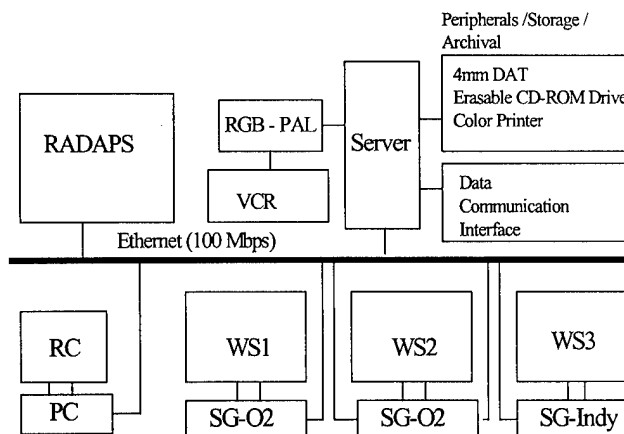 Peripherals /Storage /
Archival
4mm DAT
Erasable CD-ROM Drive
Color Printer
RADAPS
RGB - PAL
Server
VCR
Data
Communication
Interface
Ethernet (100 Mbps)
RC
WS1
WS2
WS3
PC
SG-O2
SG-O2
SG-Indy